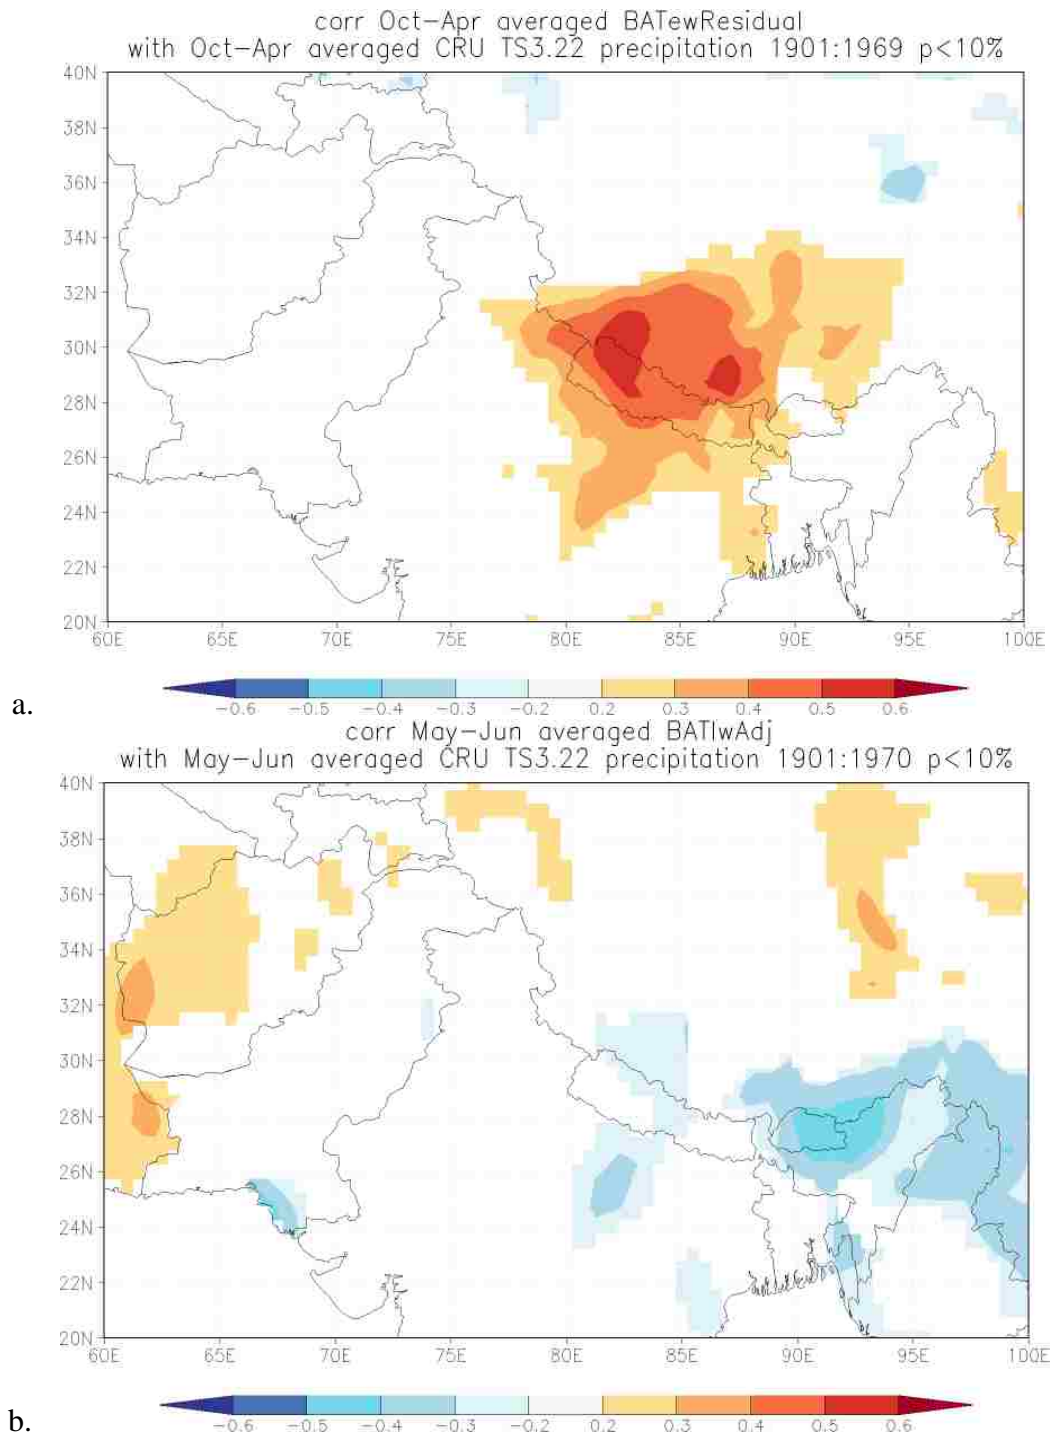 corr Oct-Apr averaged BATewResidual
with Oct-Apr averaged CRU TS3.22 precipitation 1901:1969 p<10%
40N
38N
36N
34N
32N
30N
28N
26N
24N
22N
20N
60E 65E 70E 75E 80E 85E 90E 95E 100E
a.
-0.6 -0.5 -0.4 -0.3 -0.2 0.2 0.3 0.4 0.5 0.6
corr May-Jun averaged BATlwAdj
with May-Jun averaged CRU TS3.22 precipitation 1901:1970 p<10%
40N
38N
36N
34N
32N
30N
28N
26N
24N
22N
20N
60E 65E 70E 75E 80E 85E 90E 95E 100E
b.
-0.6 -0.5 -0.4 -0.3 -0.2 0.2 0.3 0.4 0.5 0.6